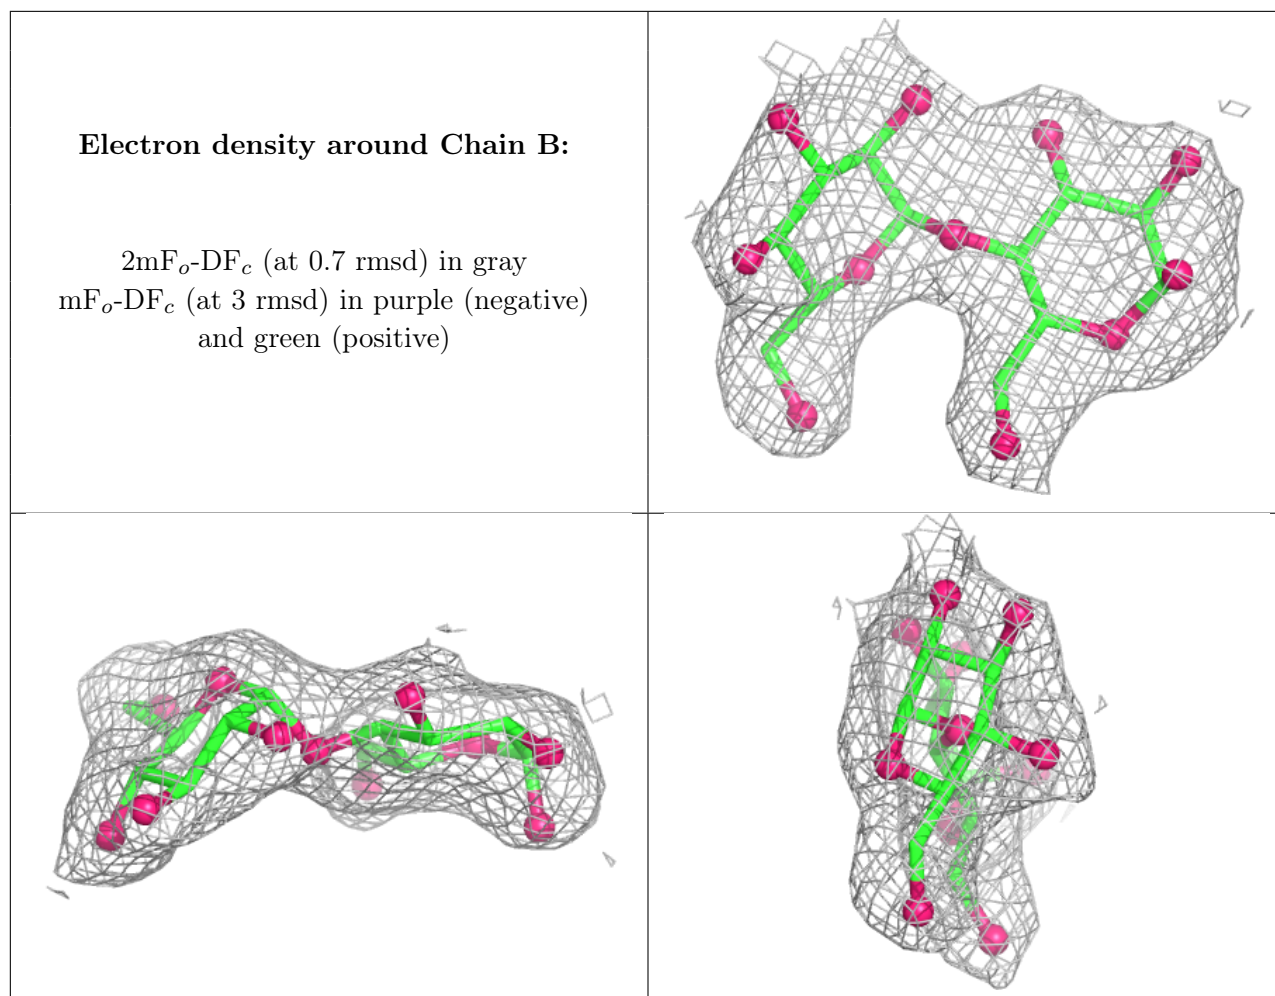 Electron density around Chain B:
2mFo-DFc (at 0.7 rmsd) in gray
mFo-DFc (at 3 rmsd) in purple (negative)
and green (positive)